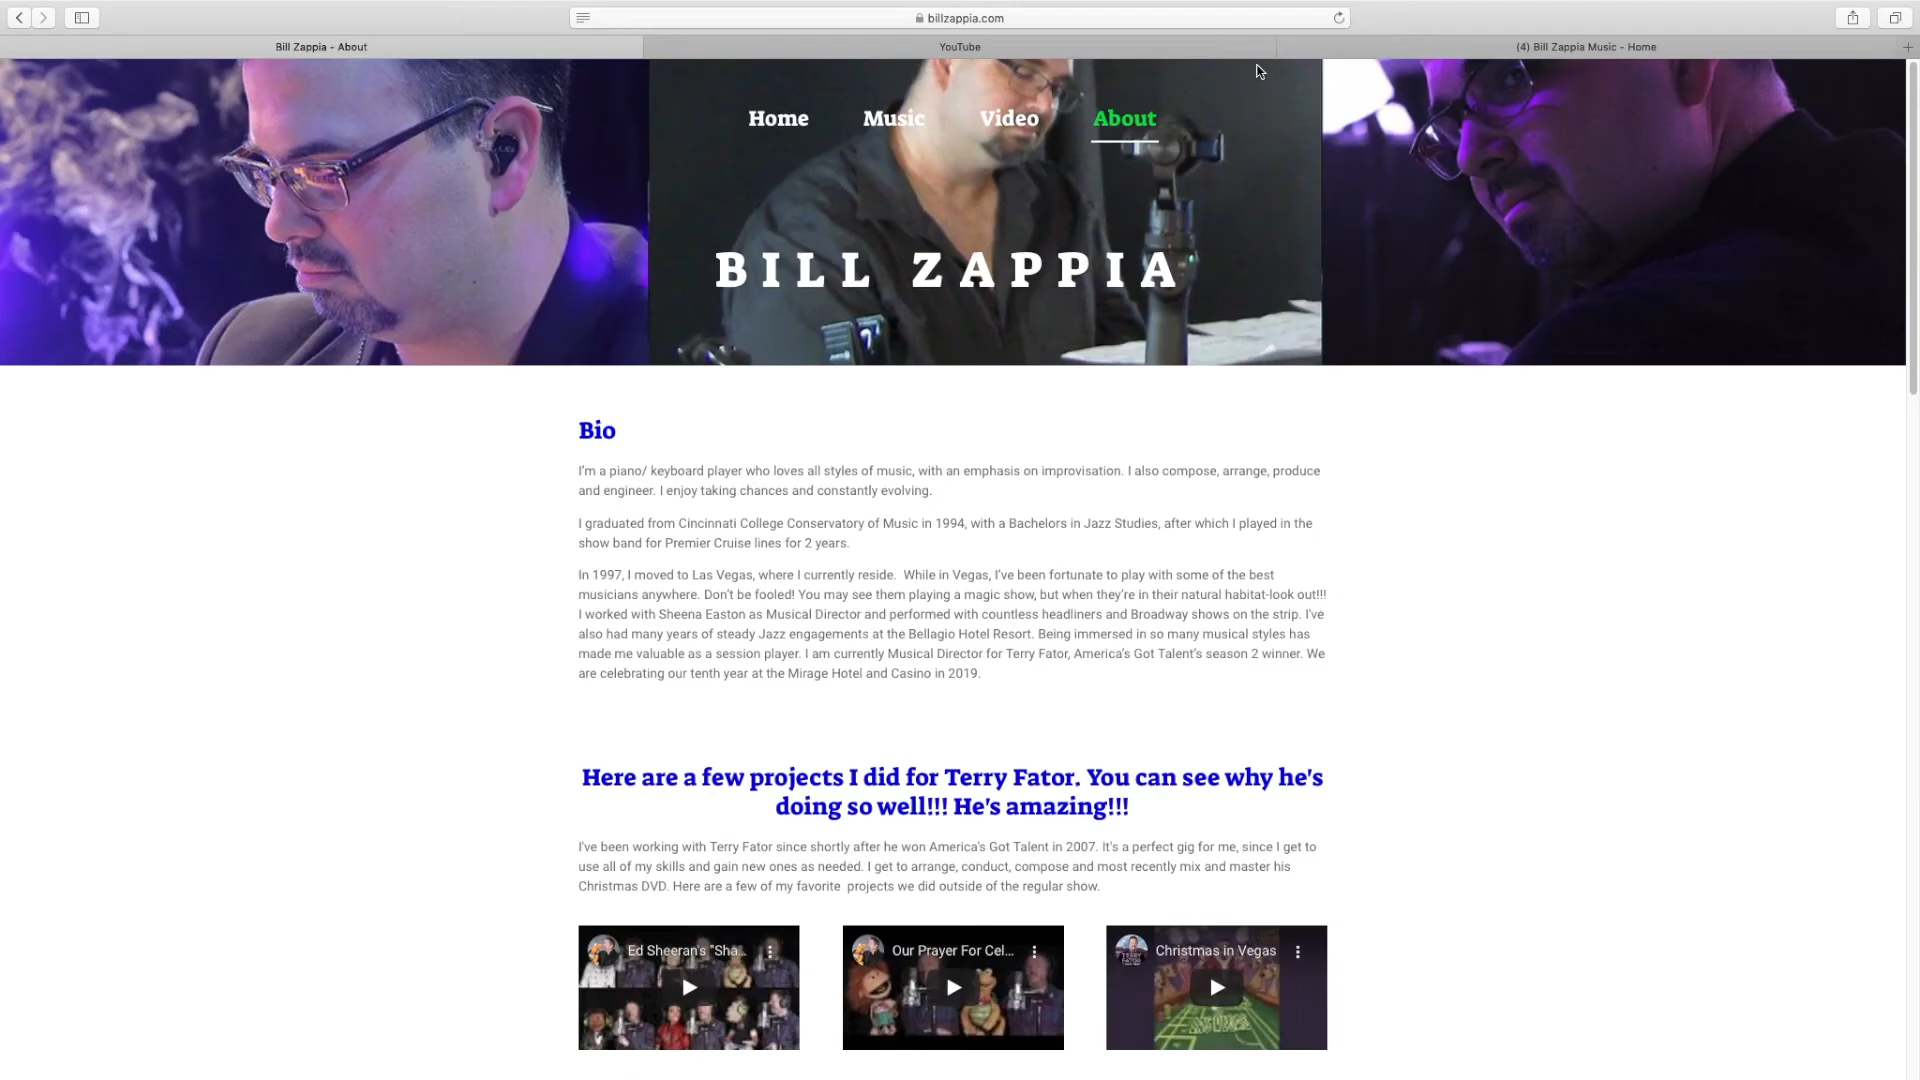 billzappia.com
Bill Zappia - About
YouTube
(4) Bill Zappia Music - Home
Home
Music
Video
About
BILL ZAPPIA
Bio
I'm a piano/ keyboard player who loves all styles of music, with an emphasis on improvisation. I also compose, arrange, produce
and engineer. I enjoy taking chances and constantly evolving.
I graduated from Cincinnati College Conservatory of Music in 1994, with a Bachelors in Jazz Studies, after which I played in the
show band for Premier Cruise lines for 2 years.
In 1997, I moved to Las Vegas, where I currently reside.  While in Vegas, I've been fortunate to play with some of the best
musicians anywhere. Don't be fooled! You may see them playing a magic show, but when they're in their natural habitat-look out!!!
I worked with Sheena Easton as Musical Director and performed with countless headliners and Broadway shows on the strip. I've
also had many years of steady Jazz engagements at the Bellagio Hotel Resort. Being immersed in so many musical styles has
made me valuable as a session player. I am currently Musical Director for Terry Fator, America's Got Talent's season 2 winner. We
are celebrating our tenth year at the Mirage Hotel and Casino in 2019.
Here are a few projects I did for Terry Fator. You can see why he's
doing so well!!! He's amazing!!!
I've been working with Terry Fator since shortly after he won America's Got Talent in 2007. It's a perfect gig for me, since I get to
use all of my skills and gain new ones as needed. I get to arrange, conduct, compose and most recently mix and master his
Christmas DVD. Here are a few of my favorite  projects we did outside of the regular show.
Ed Sheeran's "Sha...
Our Prayer For Cel...
Christmas in Vegas